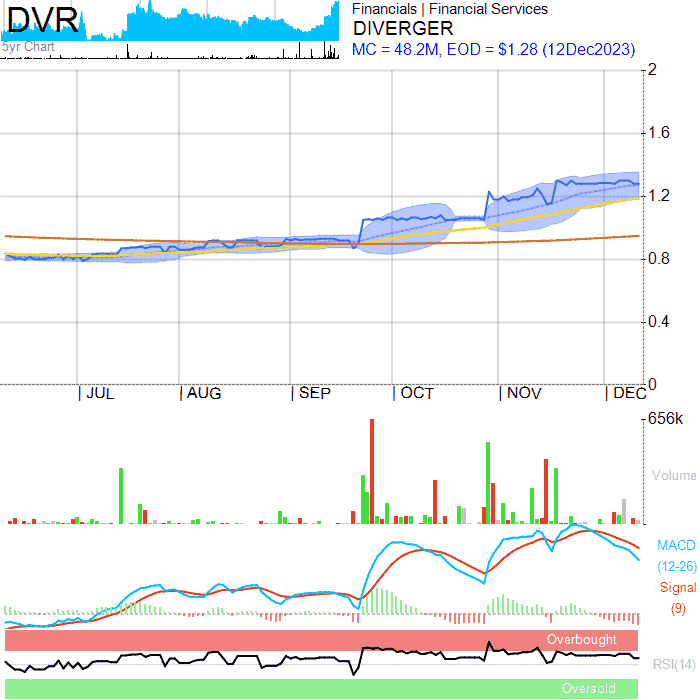 DVR
5yr Chart
Financials | Financial Services
DIVERGER
MC = 48.2M, EOD = $1.28 (12Dec2023)
2
1.6
1.2
0.8
0.4
0
| JUL | AUG | SEP | OCT | NOV | DEC
656k
Volume
MACD
(12-26)
Signal
(9)
Overbought
RSI(14)
Oversold